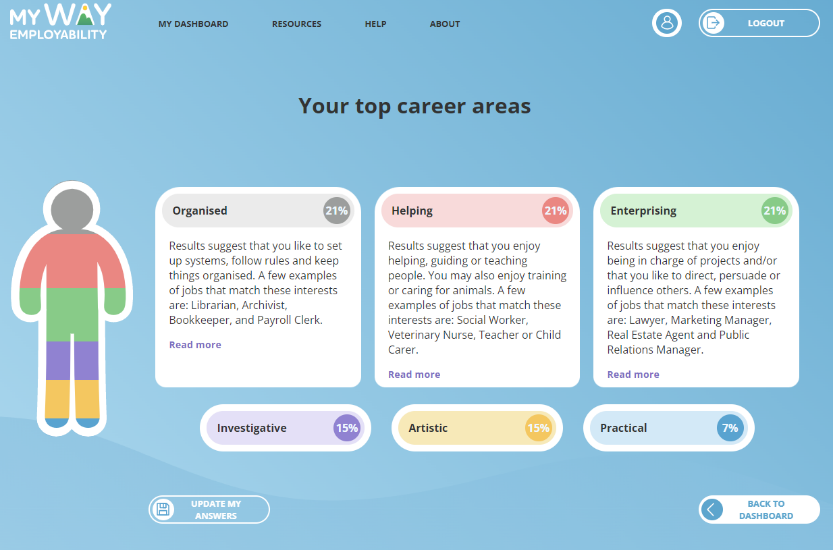 MY WAY
EMPLOYABILITY
MY DASHBOARD
RESOURCES
HELP
ABOUT
LOGOUT
Your top career areas
Organised
21%
Results suggest that you like to set
up systems, follow rules and keep
things organised. A few examples
of jobs that match these interests
are: Librarian, Archivist,
Bookkeeper, and Payroll Clerk.
Read more
Helping
21%
Results suggest that you enjoy
helping, guiding or teaching
people. You may also enjoy training
or caring for animals. A few
examples of jobs that match these
interests are: Social Worker,
Veterinary Nurse, Teacher or Child
Carer.
Read more
Enterprising
21%
Results suggest that you enjoy
being in charge of projects and/or
that you like to direct, persuade or
influence others. A few examples
of jobs that match these interests
are: Lawyer, Marketing Manager,
Real Estate Agent and Public
Relations Manager.
Read more
Investigative
15%
Artistic
15%
Practical
7%
UPDATE MY
ANSWERS
BACK TO
DASHBOARD